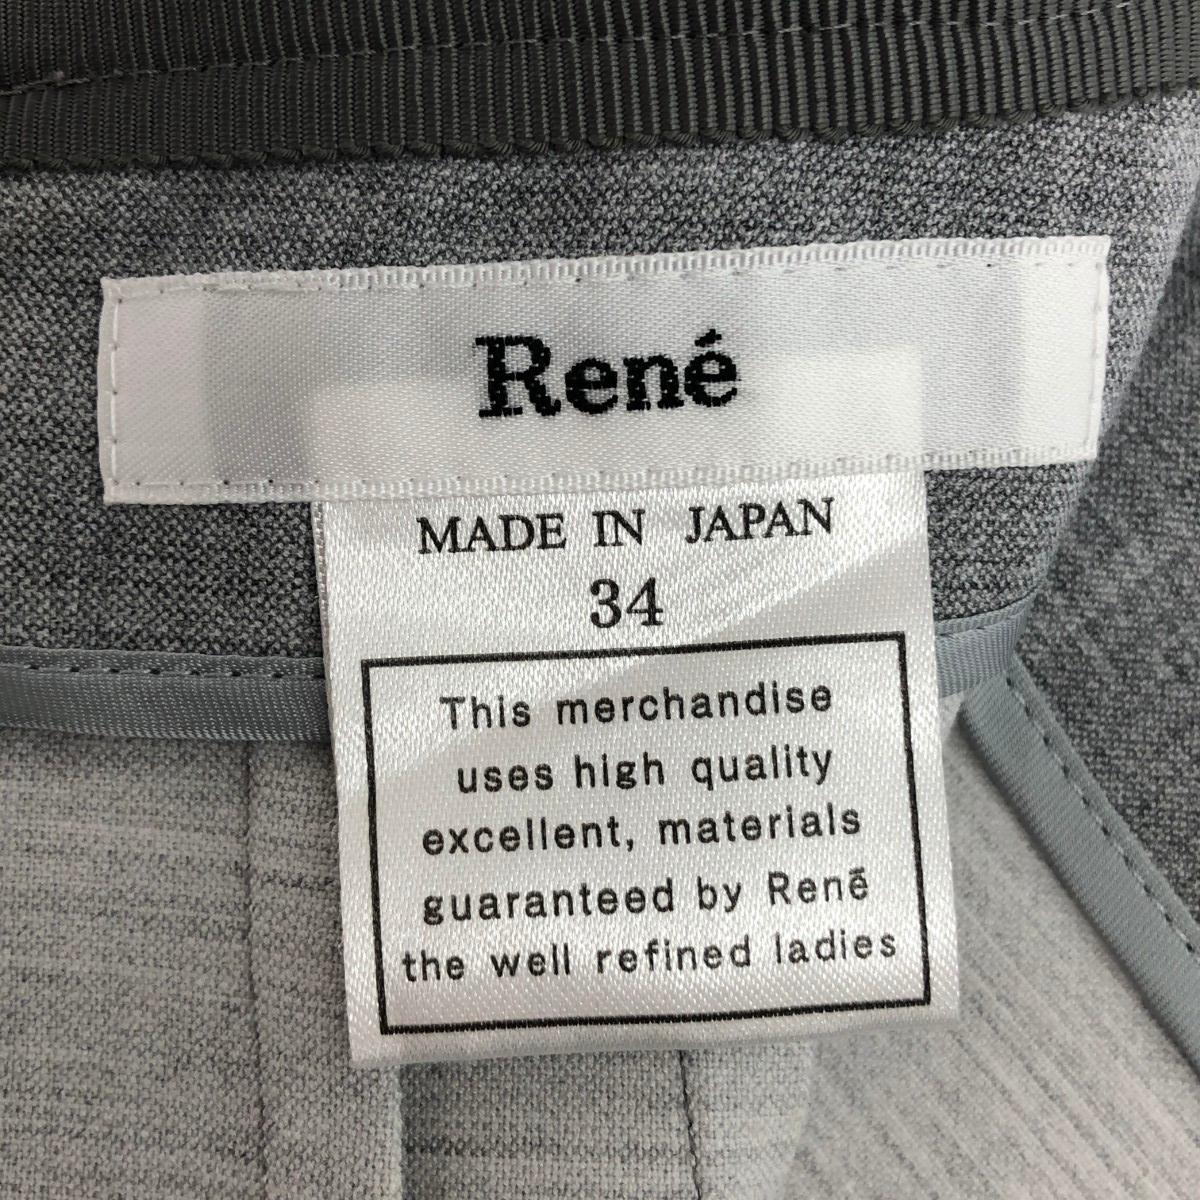 René
MADE IN JAPAN
34
This merchandise
uses high quality
excellent, materials
guaranteed by Renē
the well refined ladies